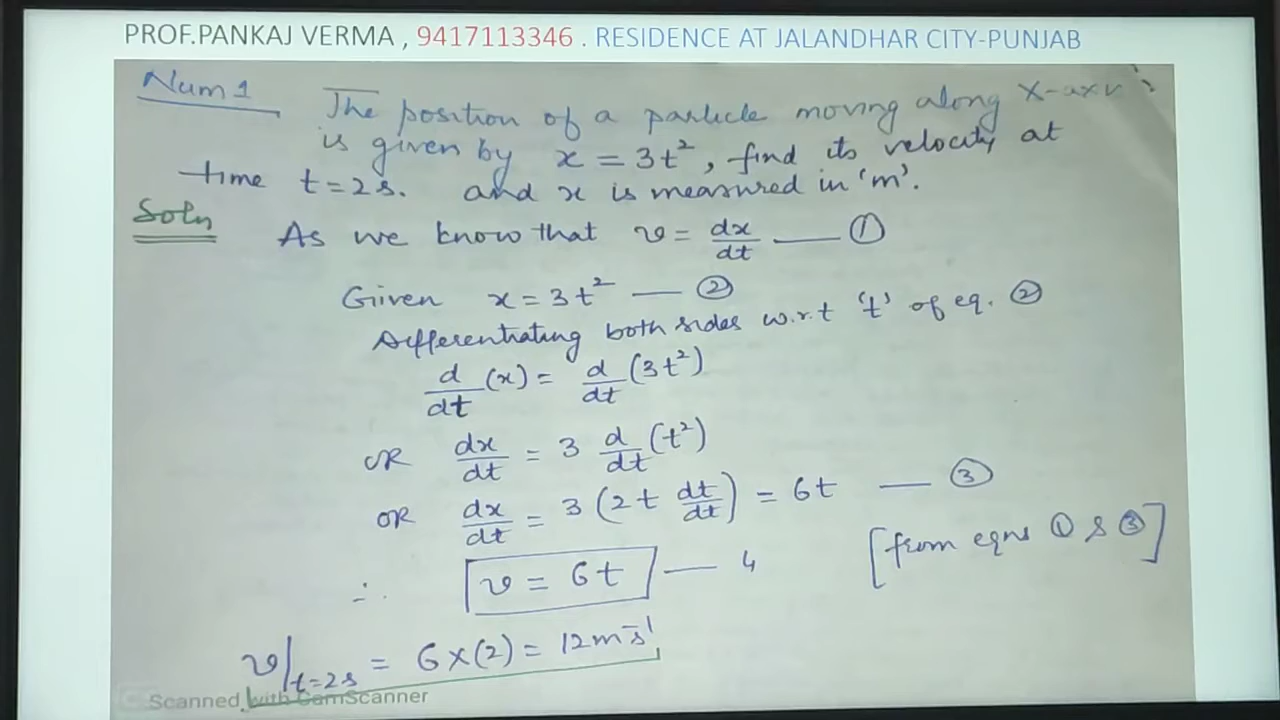 PROF.PANKAJ VERMA , 9417113346 . RESIDENCE AT JALANDHAR CITY-PUNJAB
Num 1 The position of a particle moving along X-axis
is given by x = 3t², find its velocity at
time t = 2s. and x is measured in 'm'.
Soln As we know that v = dx/dt —— ①
Given x = 3t² —— ②
Differentiating both sides w.r.t 't' of eq. ②
d/dt (x) = d/dt (3t²)
or dx/dt = 3 d/dt (t²)
OR dx/dt = 3 (2t dt/dt) = 6t —— ③
∴ v = 6t —— 4 [from eqns ① & ③]
v|t=2s = 6×(2) = 12 m s⁻¹
Scanned with CamScanner